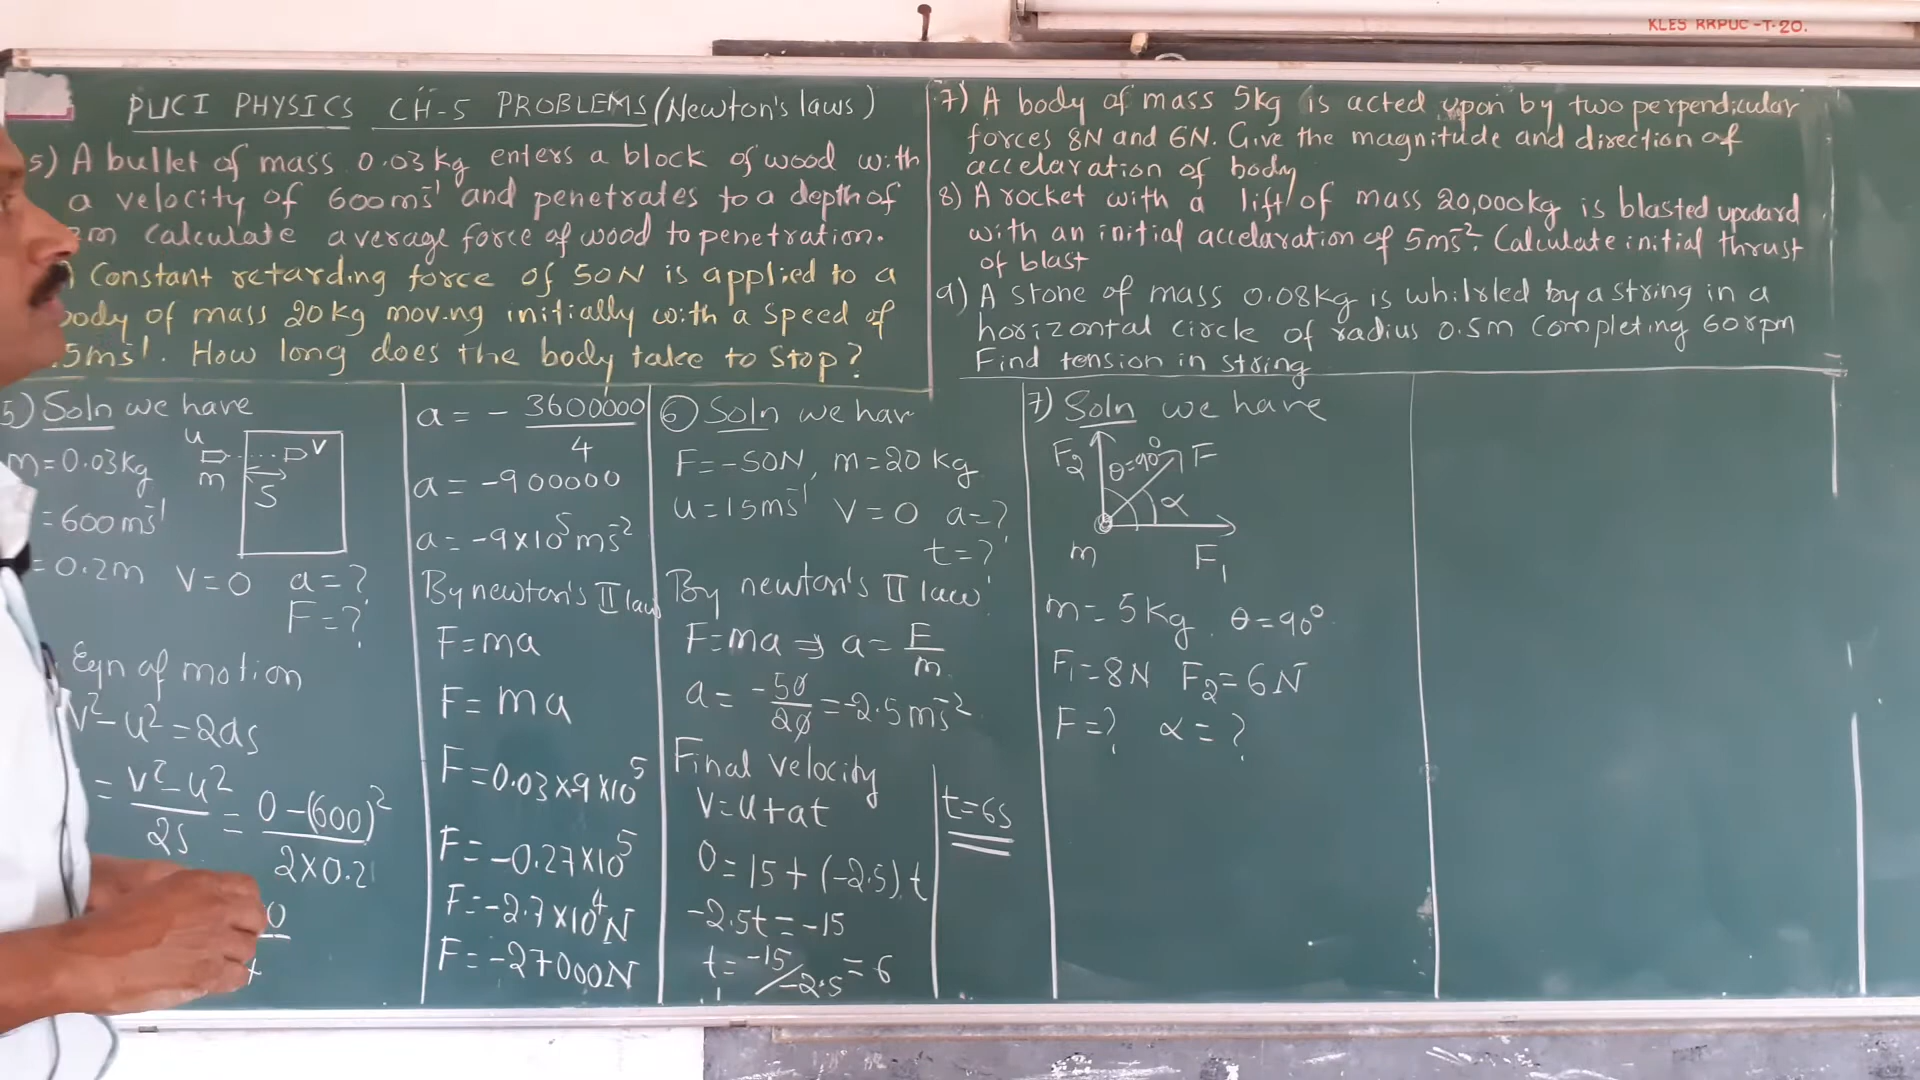 KLES RRPUC-T-20.
PUCI PHYSICS CH-5 PROBLEMS (Newton's laws)
5) A bullet of mass 0.03 kg enters a block of wood with
a velocity of 600ms⁻¹ and penetrates to a depth of
m calculate average force of wood to penetration.
) Constant retarding force of 50N is applied to a
body of mass 20kg moving initially with a speed of
5ms⁻¹. How long does the body take to stop?
7) A body of mass 5kg is acted upon by two perpendicular
forces 8N and 6N. Give the magnitude and direction of
accelaration of body
8) A rocket with a lift of mass 20,000kg is blasted upward
with an initial accelaration of 5ms⁻². Calculate initial thrust
of blast
9) A stone of mass 0.08kg is whilrled by a string in a
horizontal circle of radius 0.5m completing 60rpm
Find tension in string
5) Soln we have
u v
m = 0.03kg m
S
= 600ms⁻¹
= 0.2m v=0 a=?
F=?
Eqn of motion
v²-u²=2as
= v²-u²/2s = 0-(600)²/2×0.2
0
a = - 3600000/4
a = -900000
a = -9×10⁵ms⁻²
By newton's II law
F=ma
F=ma
F=0.03×-9×10⁵
F=-0.27×10⁵
F=-2.7×10⁴N
F=-27000N
6 Soln we hav
F=-50N, m=20kg
u=15ms⁻¹ v=0 a=?
t=?
By newton's II law
F=ma ⇒ a=F/m
a = -50/20 = -2.5ms⁻²
Final velocity
v=u+at
0=15+(-2.5)t
-2.5t=-15
t=-15/-2.5=6
t=6s
7) Soln we have
F₂ θ=90° F
α
m F₁
m=5kg. θ=90°
F₁=8N F₂=6N
F=? α=?